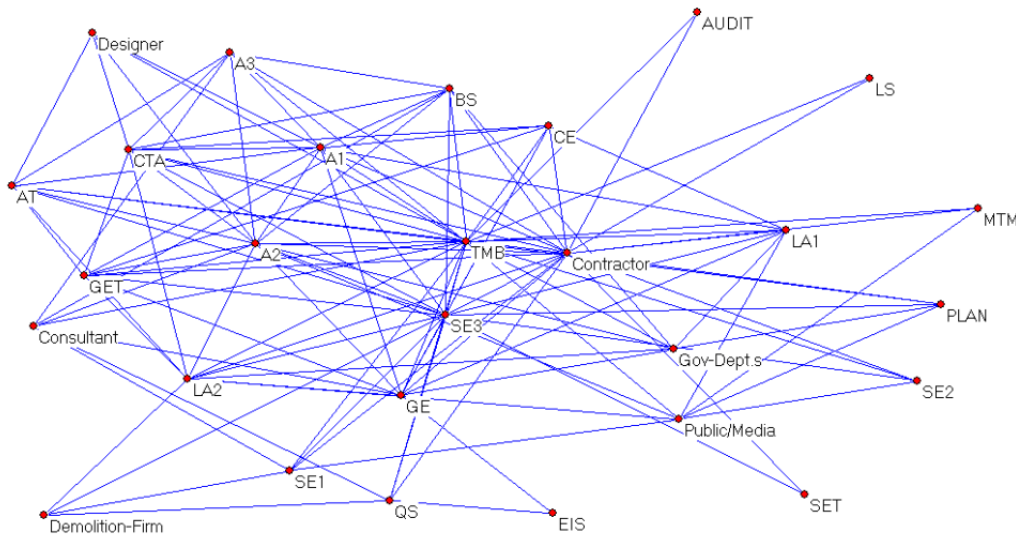 AUDIT
Designer
A3
LS
BS
CE
CTA
A1
AT
MTM
LA1
A2
TMB
Contractor
GET
PLAN
SE3
Consultant
Gov-Dept.s
LA2
SE2
GE
Public/Media
SE1
SET
QS
EIS
Demolition-Firm